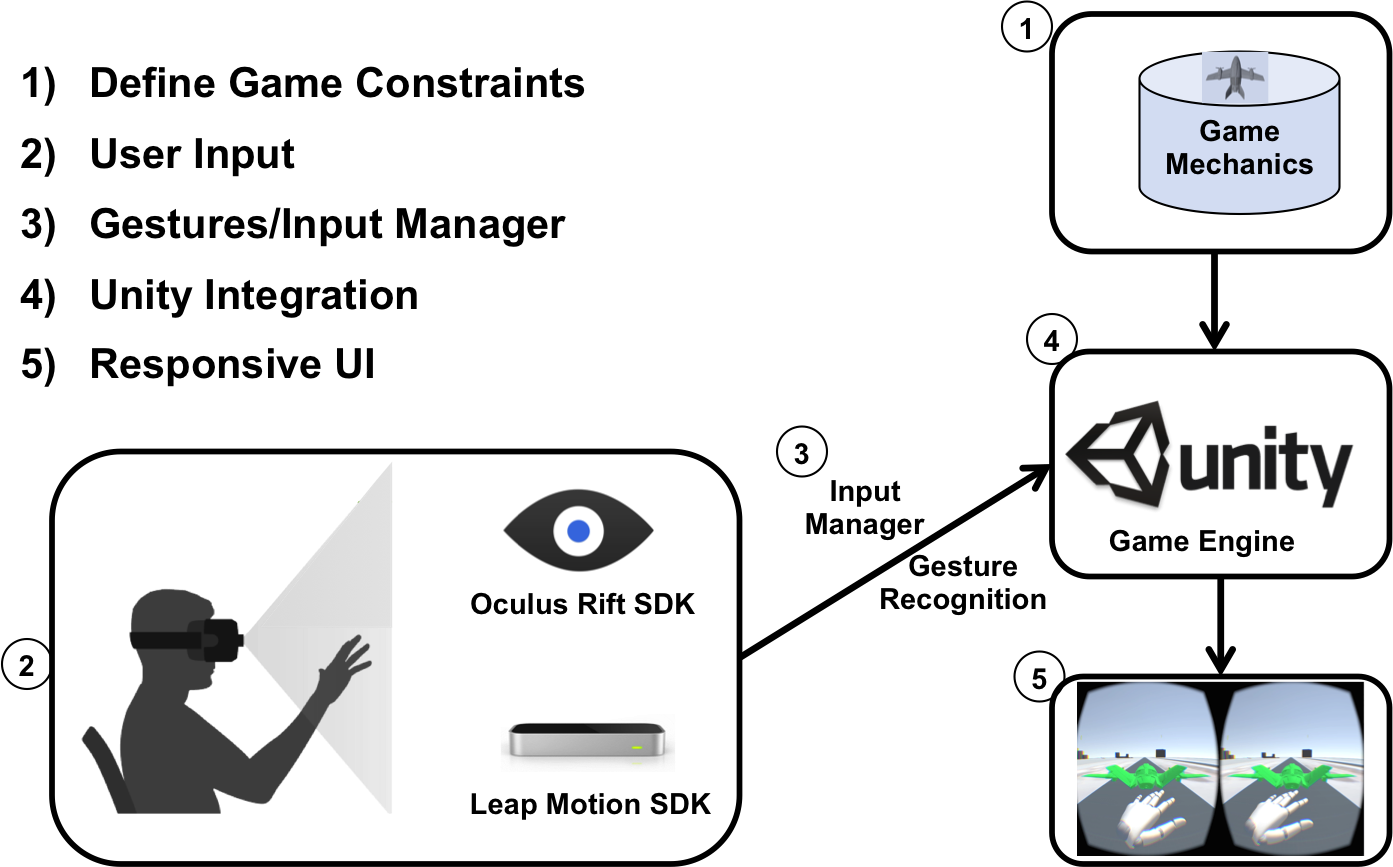 1) Define Game Constraints
2) User Input
3) Gestures/Input Manager
4) Unity Integration
5) Responsive UI
1
Game
Mechanics
4
unity
Game Engine
3
Input
Manager
Gesture
Recognition
2
Oculus Rift SDK
Leap Motion SDK
5